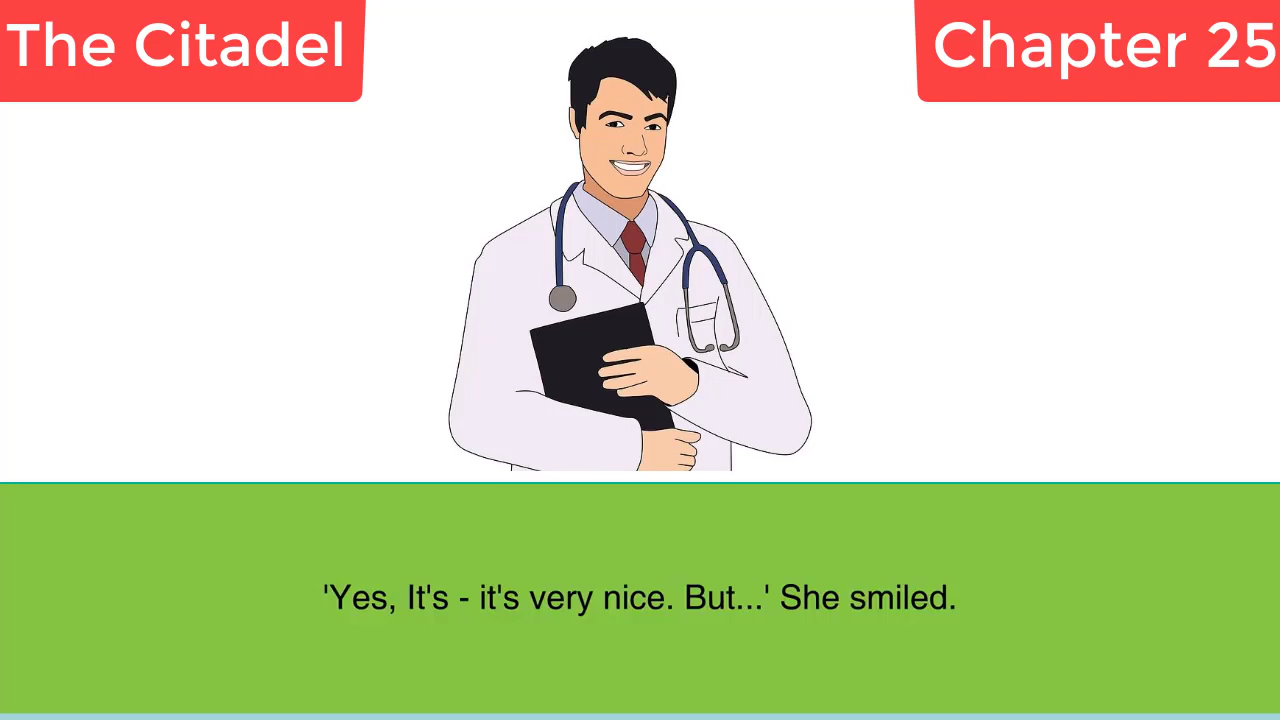 The Citadel
Chapter 25
'Yes, It's - it's very nice. But...' She smiled.